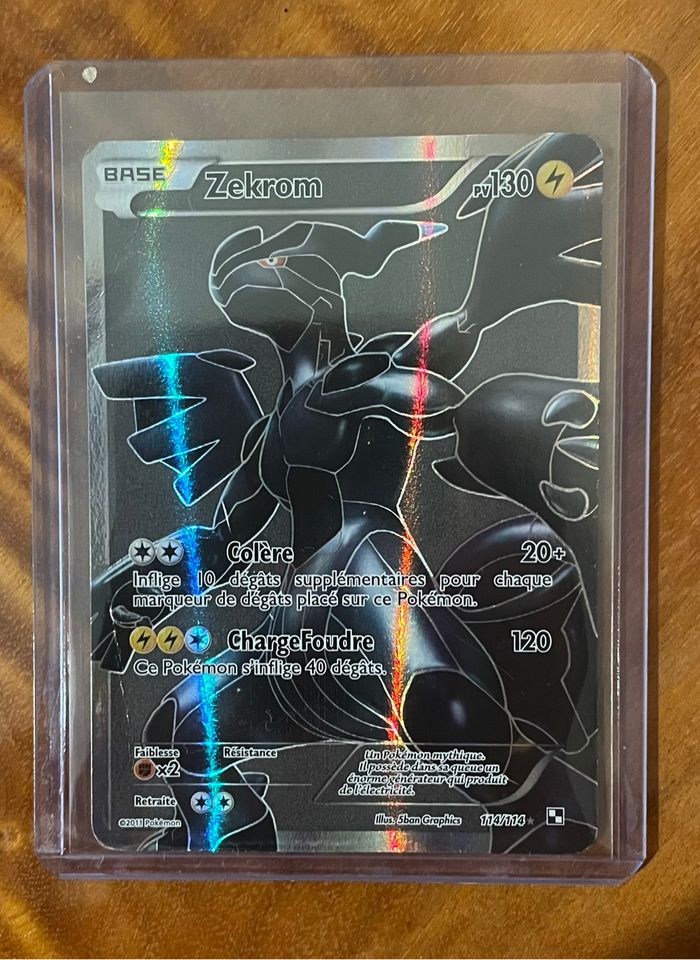 BASE
Zekrom
PV130
Colère
20+
Inflige 10 dégâts supplémentaires pour chaque
marqueur de dégâts placé sur ce Pokémon.
ChargeFoudre
120
Ce Pokémon s'inflige 40 dégâts.
Faiblesse
Résistance
×2
Retraite
Un Pokémon mythique.
Il possède dans sa queue un
énorme générateur qui produit
de l'électricité.
©2011 Pokémon
Illus. 5ban Graphics
114/114